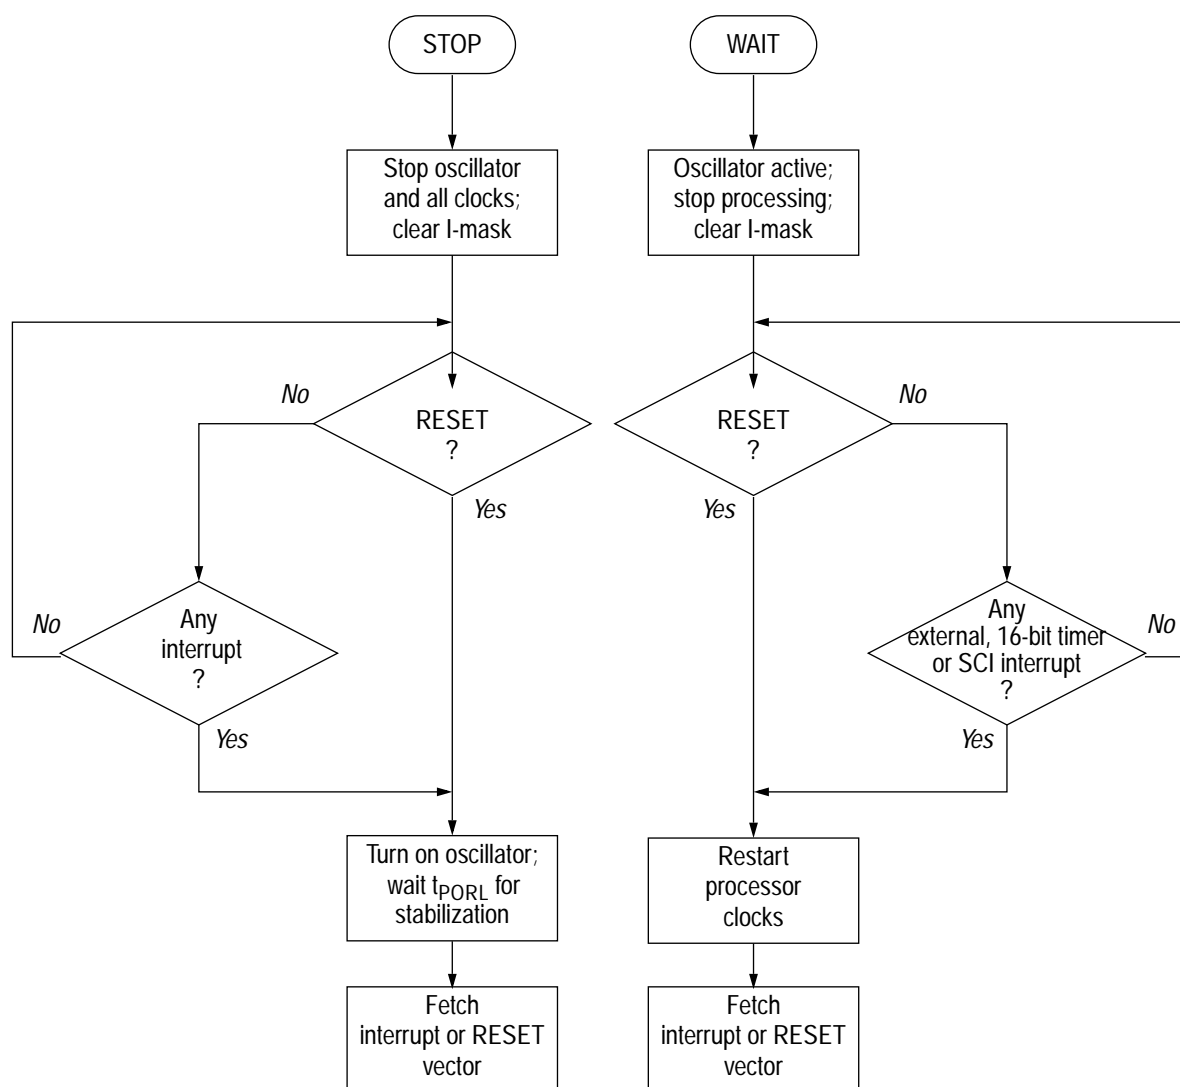 STOP
WAIT
Stop oscillator
and all clocks;
clear I-mask
Oscillator active;
stop processing;
clear I-mask
No
RESET
?
Yes
RESET
?
No
Yes
No
Any
interrupt
?
Yes
Any
external, 16-bit timer
or SCI interrupt
?
No
Yes
Turn on oscillator;
wait tPORL for
stabilization
Restart
processor
clocks
Fetch
interrupt or RESET
vector
Fetch
interrupt or RESET
vector